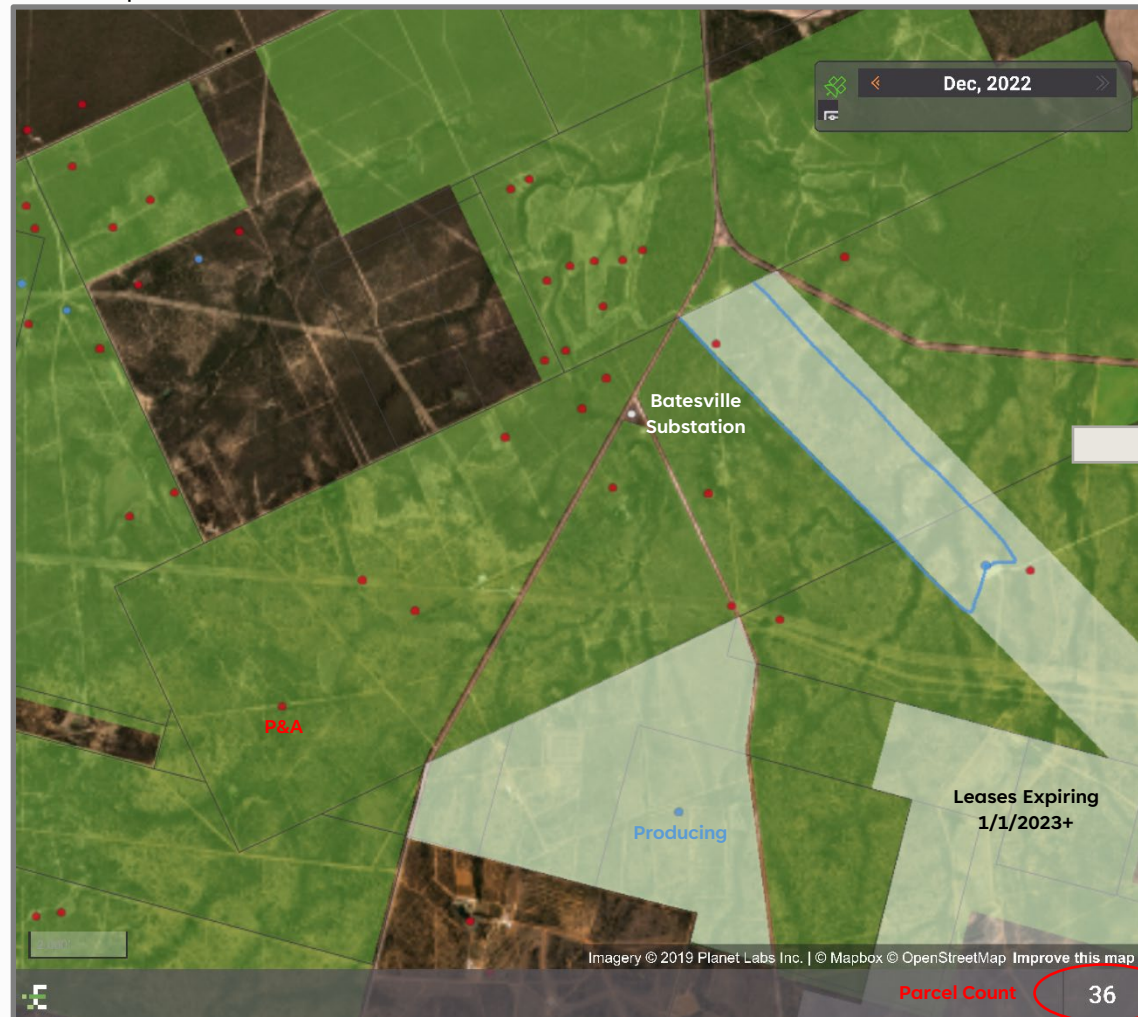 Dec, 2022
Batesville
Substation
P&A
Producing
Leases Expiring
1/1/2023+
Imagery © 2019 Planet Labs Inc. | © Mapbox © OpenStreetMap Improve this map
Parcel Count
36